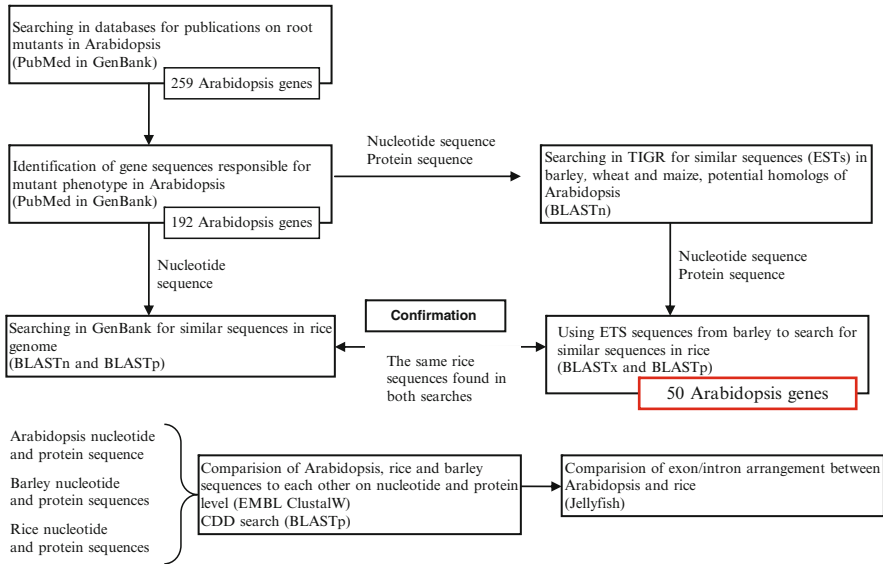 Searching in databases for publications on root
mutants in Arabidopsis
(PubMed in GenBank)
259 Arabidopsis genes
Identification of gene sequences responsible for
mutant phenotype in Arabidopsis
(PubMed in GenBank)
192 Arabidopsis genes
Nucleotide sequence
Protein sequence
Searching in TIGR for similar sequences (ESTs) in
barley, wheat and maize, potential homologs of
Arabidopsis
(BLASTn)
Nucleotide
sequence
Nucleotide sequence
Protein sequence
Searching in GenBank for similar sequences in rice
genome
(BLASTn and BLASTp)
Confirmation
The same rice
sequences found in
both searches
Using ETS sequences from barley to search for
similar sequences in rice
(BLASTx and BLASTp)
50 Arabidopsis genes
Arabidopsis nucleotide
and protein sequence
Barley nucleotide
and protein sequences
Rice nucleotide
and protein sequences
Comparision of Arabidopsis, rice and barley
sequences to each other on nucleotide and protein
level (EMBL ClustalW)
CDD search (BLASTp)
Comparision of exon/intron arrangement between
Arabidopsis and rice
(Jellyfish)